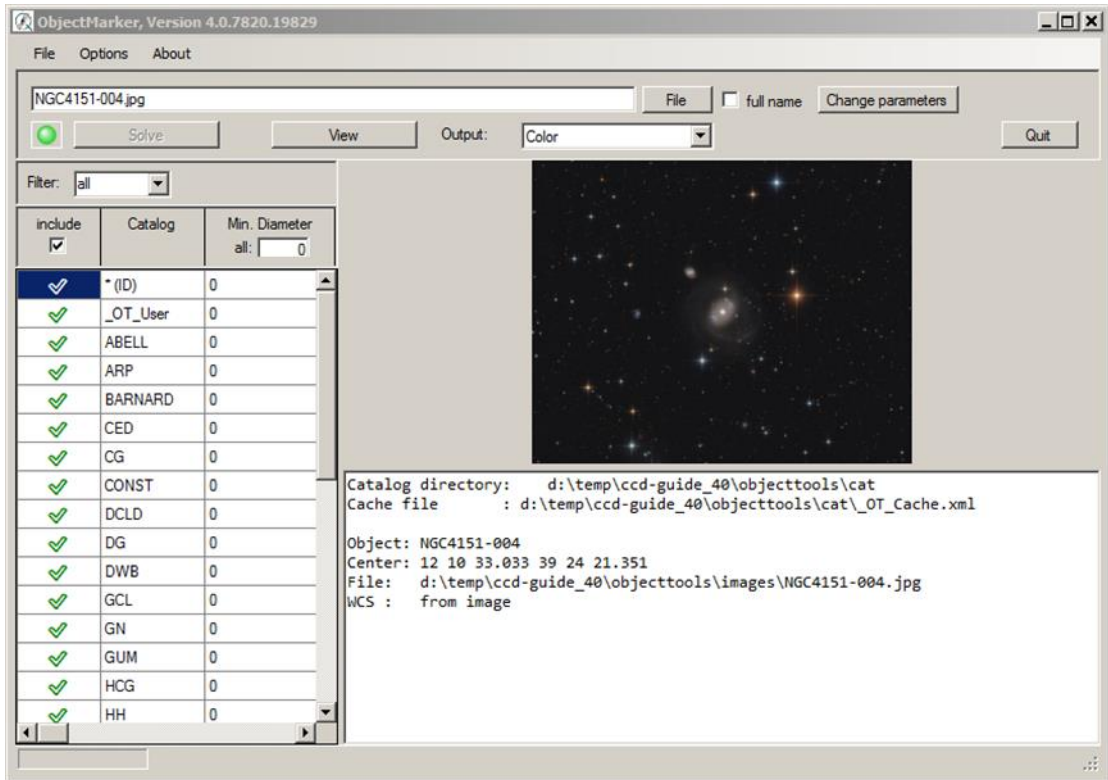 ObjectMarker, Version 4.0.7820.19829
File Options About
NGC4151-004.jpg File full name Change parameters
Solve View Output: Color Quit
Filter: all
include Catalog Min. Diameter
all: 0
* (ID) 0
_OT_User 0
ABELL 0
ARP 0
BARNARD 0
CED 0
CG 0
CONST 0
DCLD 0
DG 0
DWB 0
GCL 0
GN 0
GUM 0
HCG 0
HH 0
Catalog directory: d:\temp\ccd-guide_40\objecttools\cat
Cache file : d:\temp\ccd-guide_40\objecttools\cat\_OT_Cache.xml
Object: NGC4151-004
Center: 12 10 33.033 39 24 21.351
File: d:\temp\ccd-guide_40\objecttools\images\NGC4151-004.jpg
WCS : from image